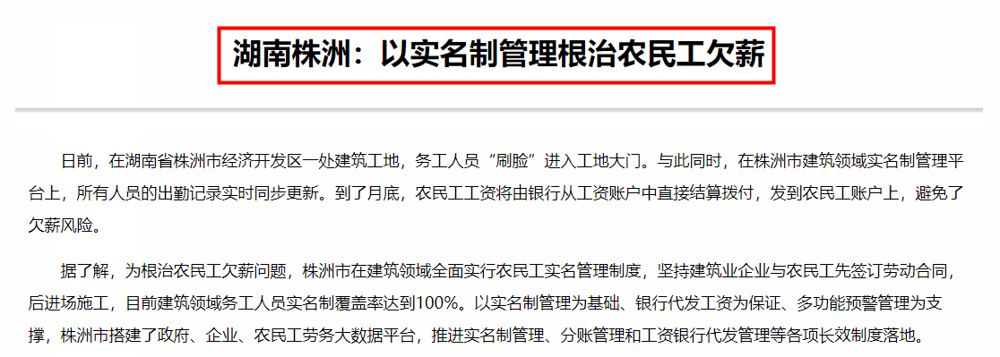 湖南株洲：以实名制管理根治农民工欠薪
日前，在湖南省株洲市经济开发区一处建筑工地，务工人员“刷脸”进入工地大门。与此同时，在株洲市建筑领域实名制管理平
台上，所有人员的出勤记录实时同步更新。到了月底，农民工工资将由银行从工资账户中直接结算拨付，发到农民工账户上，避免了
欠薪风险。
据了解，为根治农民工欠薪问题，株洲市在建筑领域全面实行农民工实名管理制度，坚持建筑业企业与农民工先签订劳动合同，
后进场施工，目前建筑领域务工人员实名制覆盖率达到100%。以实名制管理为基础、银行代发工资为保证、多功能预警管理为支
撑，株洲市搭建了政府、企业、农民工劳务大数据平台，推进实名制管理、分账管理和工资银行代发管理等各项长效制度落地。